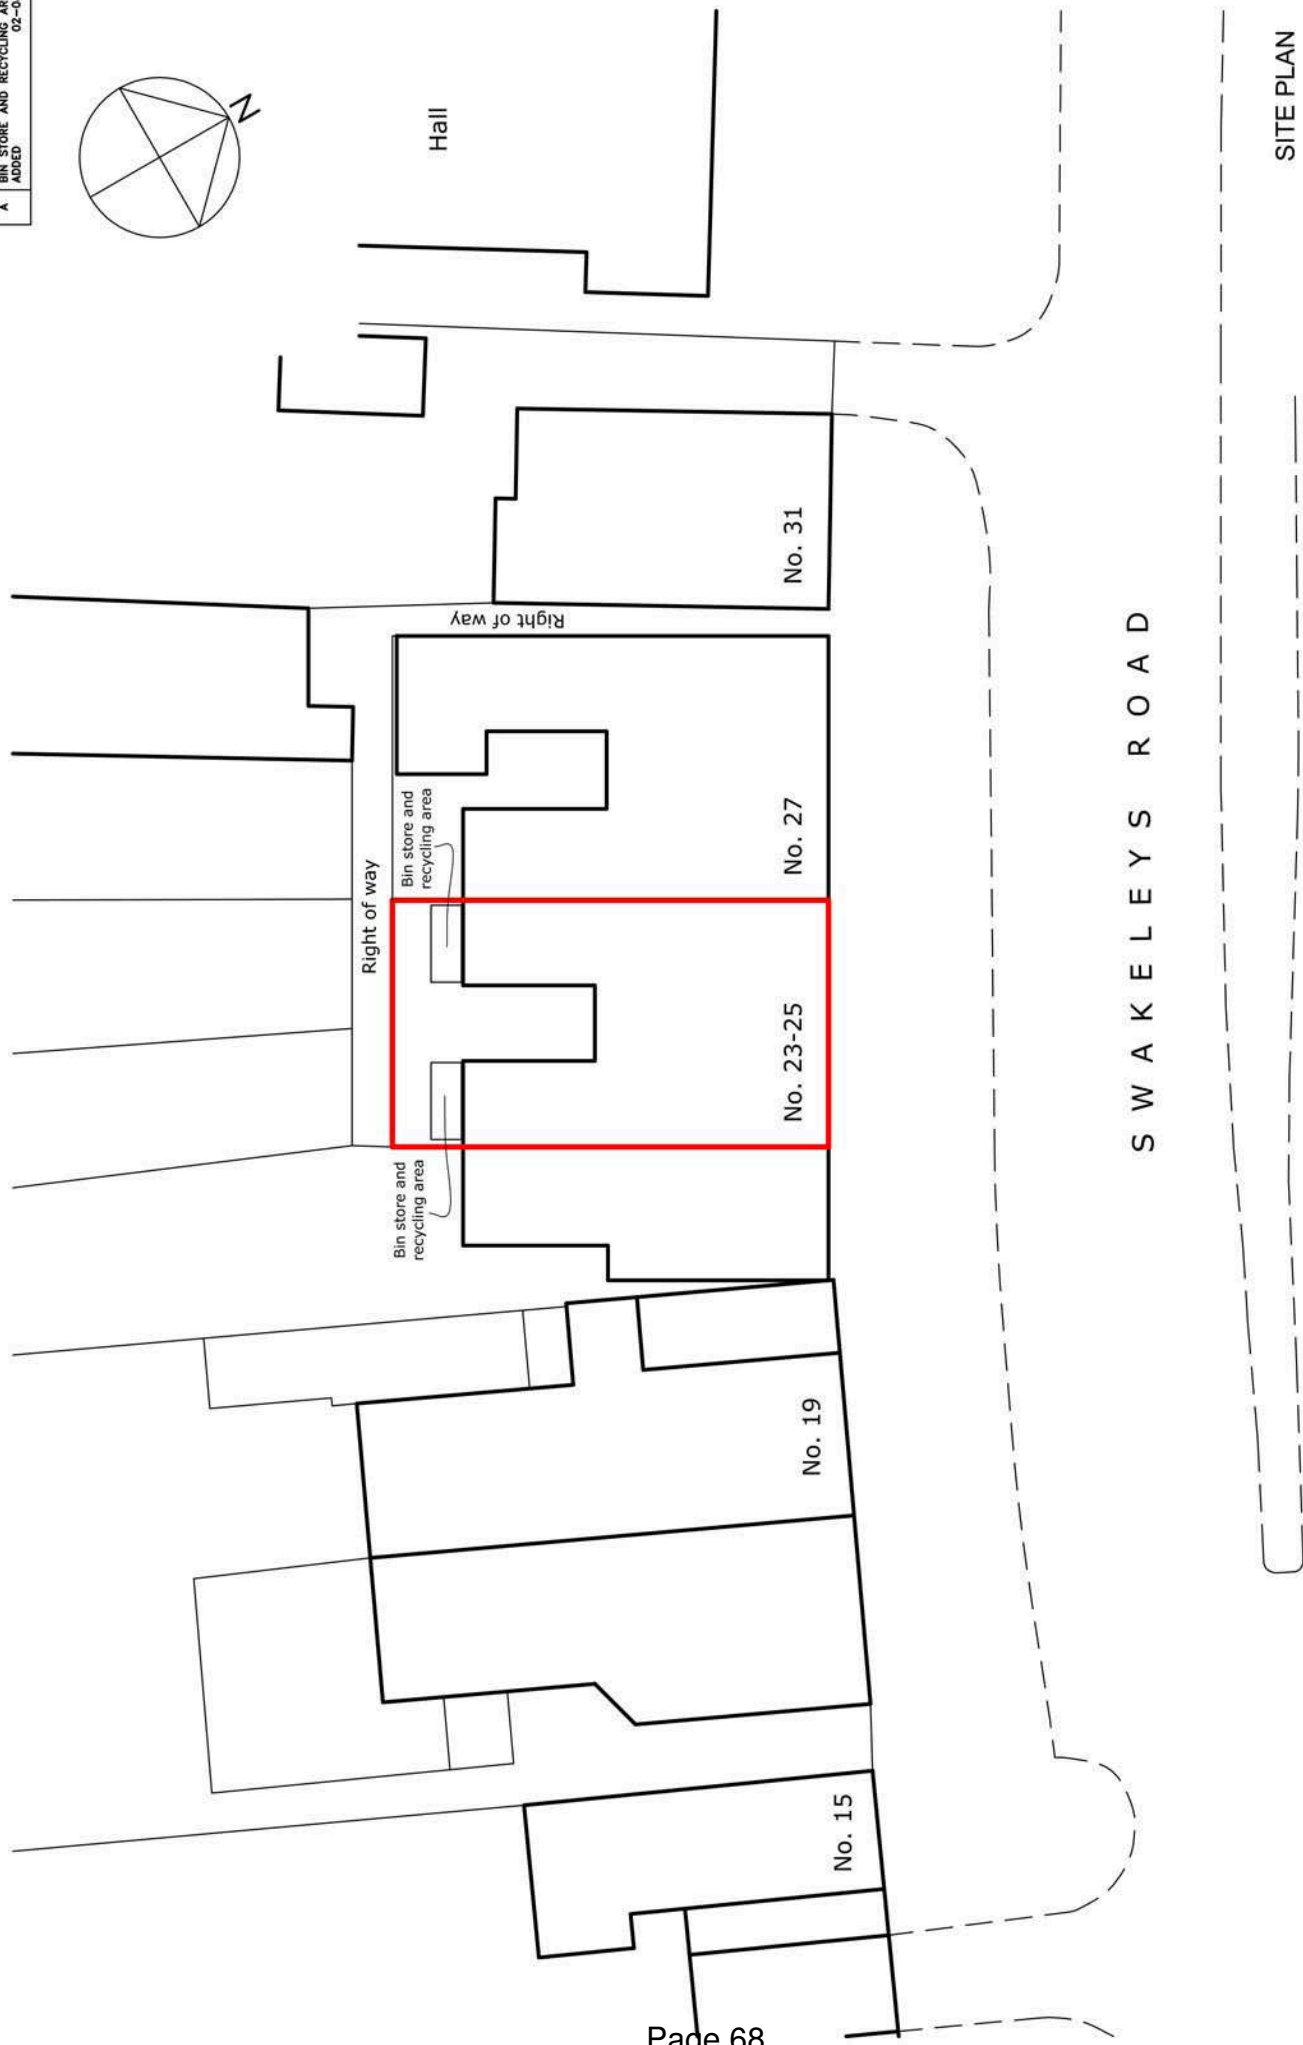 A BIN STORE AND RECYCLING
ADDED
N
Hall
SITE PLAN
No. 31
Right of way
Bin store and
recycling area
Right of way
No. 27
No. 23-25
SWAKELEYS ROAD
Bin store and
recycling area
No. 19
No. 15
Page 68